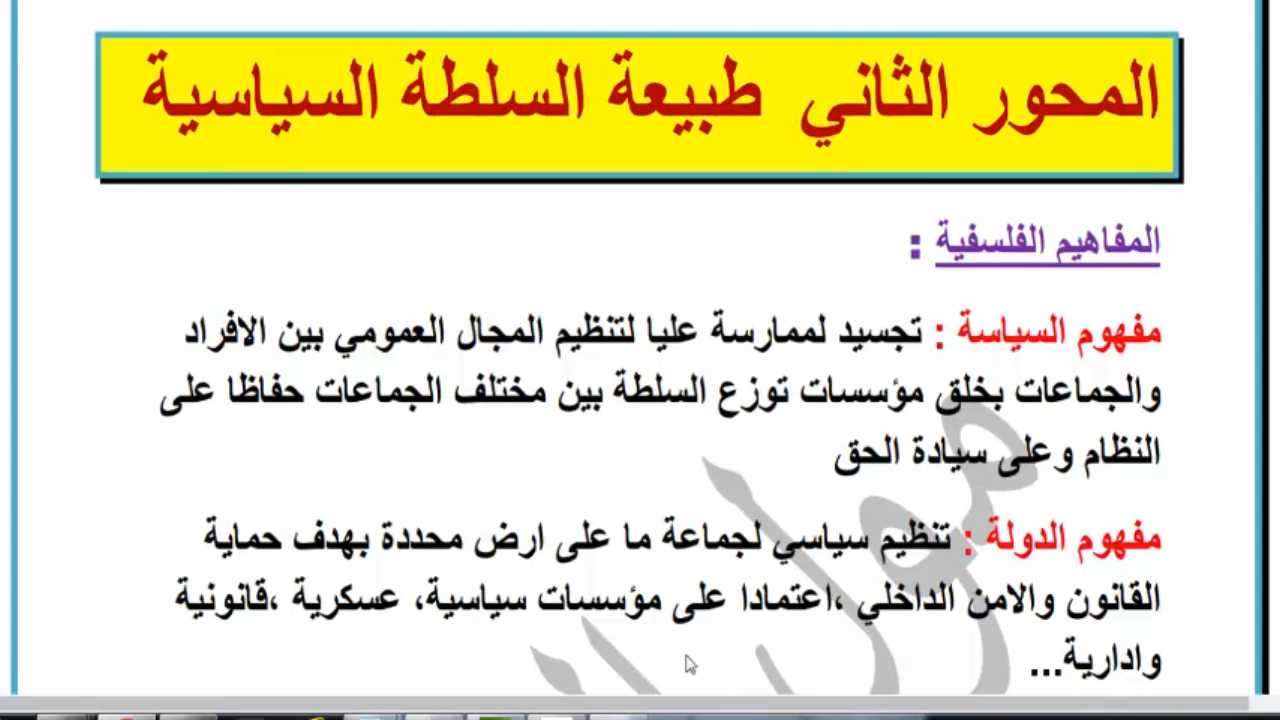 المحور الثاني طبيعة السلطة السياسية
المفاهيم الفلسفية :
مفهوم السياسة : تجسيد لممارسة عليا لتنظيم المجال العمومي بين الافراد
والجماعات بخلق مؤسسات توزع السلطة بين مختلف الجماعات حفاظا على
النظام وعلى سيادة الحق
مفهوم الدولة : تنظيم سياسي لجماعة ما على ارض محددة بهدف حماية
القانون والامن الداخلي ،اعتمادا على مؤسسات سياسية، عسكرية ،قانونية
وادارية...